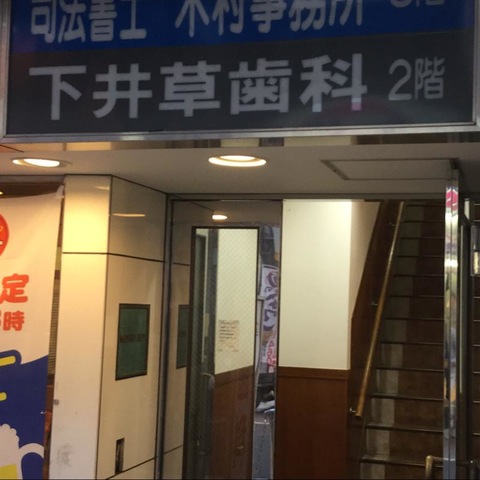 司法書士 木村事務所
下井草歯科 2階
定
時